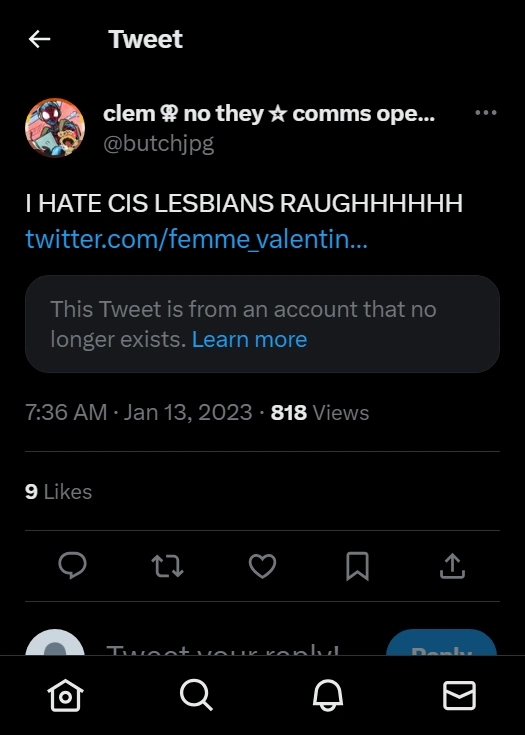 Tweet
clem ⚢ no they ☆ comms ope...
@butchjpg
I HATE CIS LESBIANS RAUGHHHHHH
twitter.com/femme_valentin...
This Tweet is from an account that no
longer exists. Learn more
7:36 AM · Jan 13, 2023 · 818 Views
9 Likes
Tweet your reply!
Reply